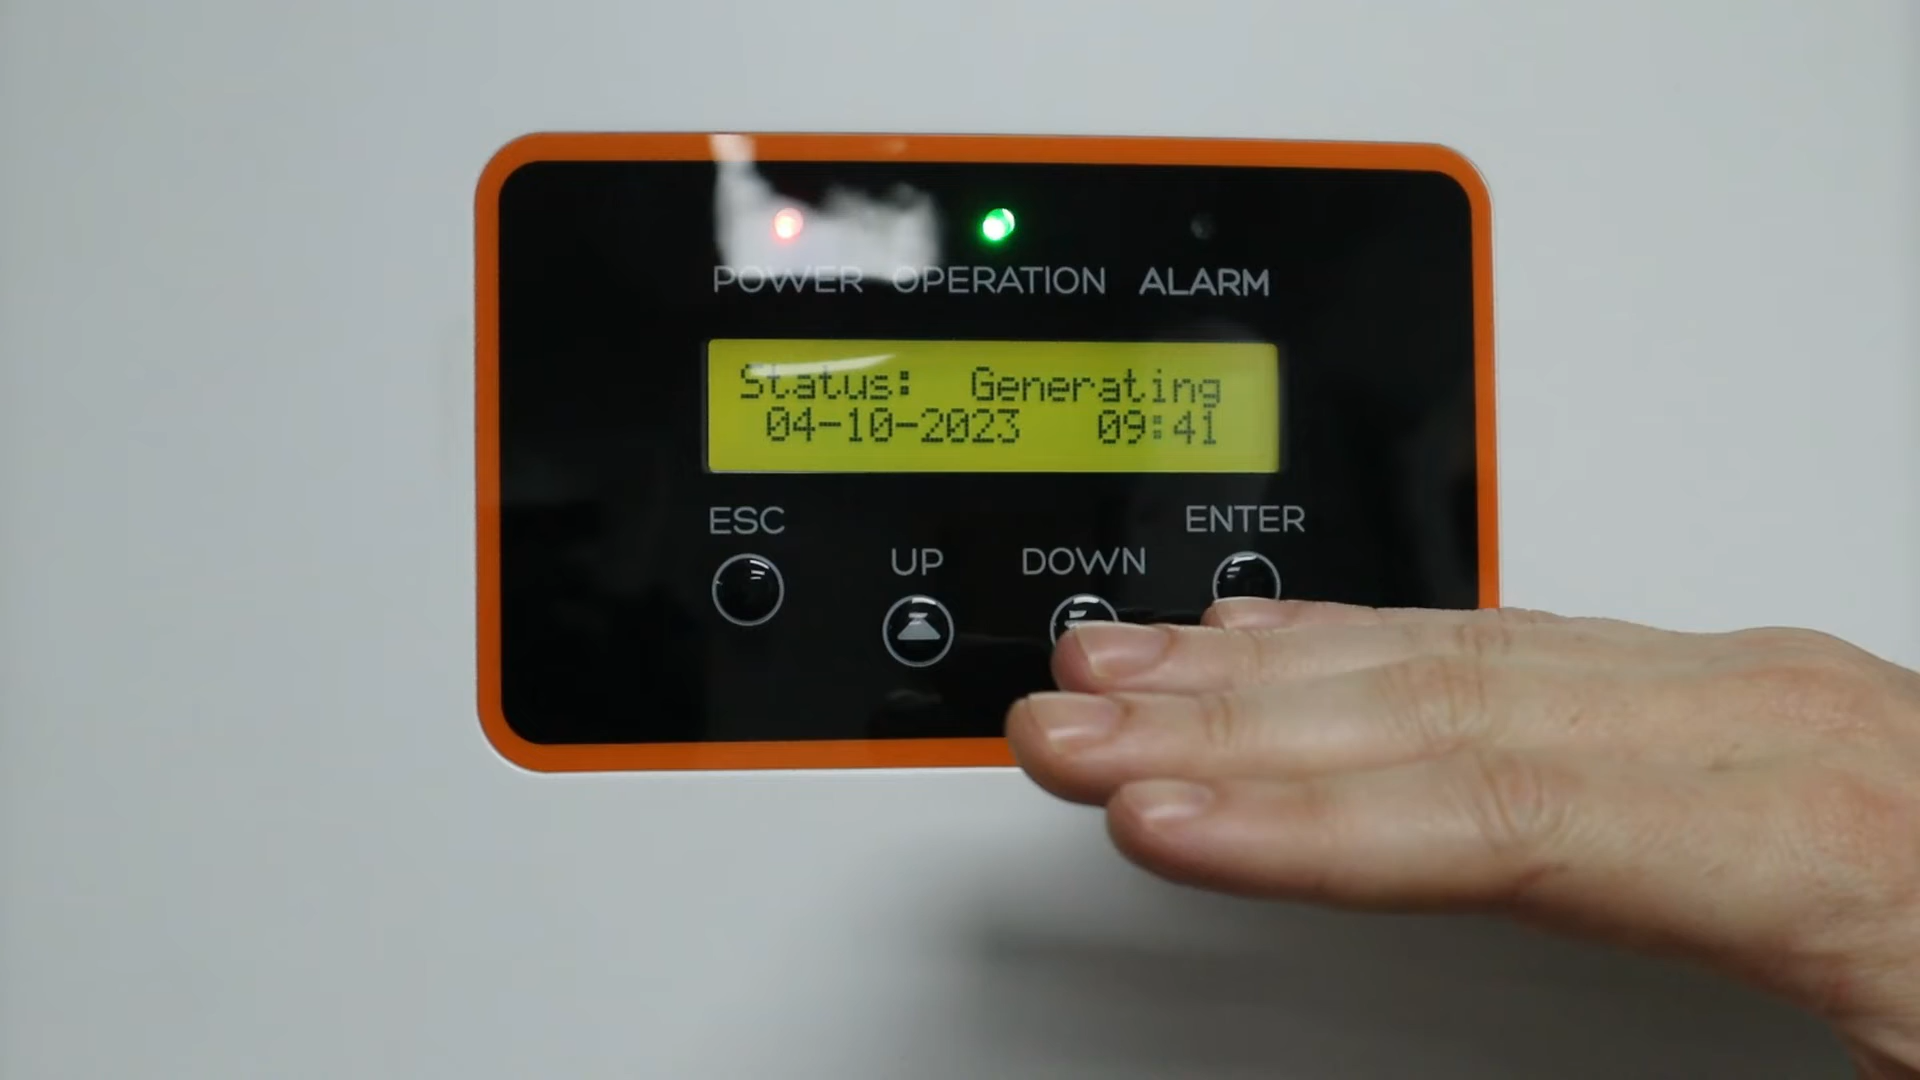 POWER OPERATION ALARM
Status: Generating
04-10-2023 09:41
ESC
UP
DOWN
ENTER